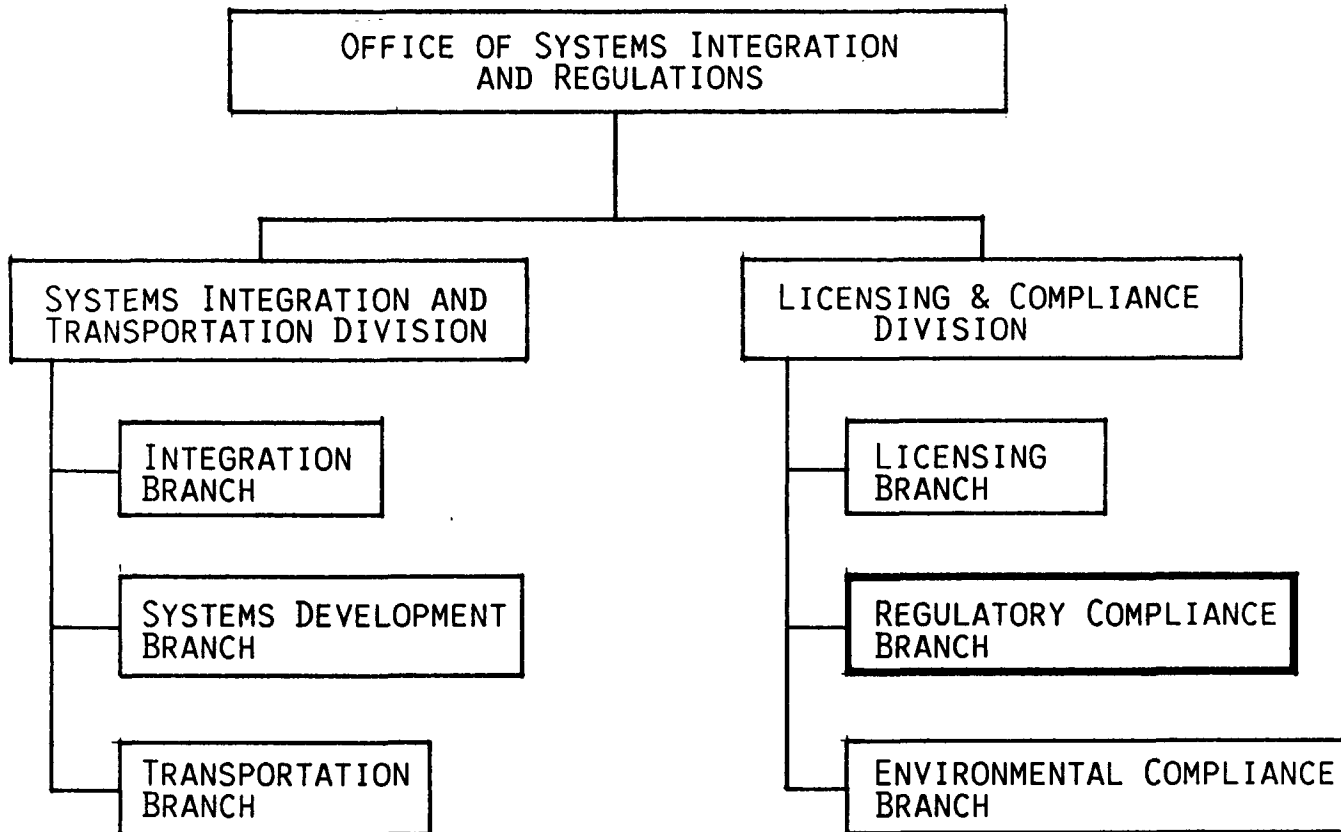 OFFICE OF SYSTEMS INTEGRATION
AND REGULATIONS
SYSTEMS INTEGRATION AND
TRANSPORTATION DIVISION
INTEGRATION
BRANCH
SYSTEMS DEVELOPMENT
BRANCH
TRANSPORTATION
BRANCH
LICENSING & COMPLIANCE
DIVISION
LICENSING
BRANCH
REGULATORY COMPLIANCE
BRANCH
ENVIRONMENTAL COMPLIANCE
BRANCH